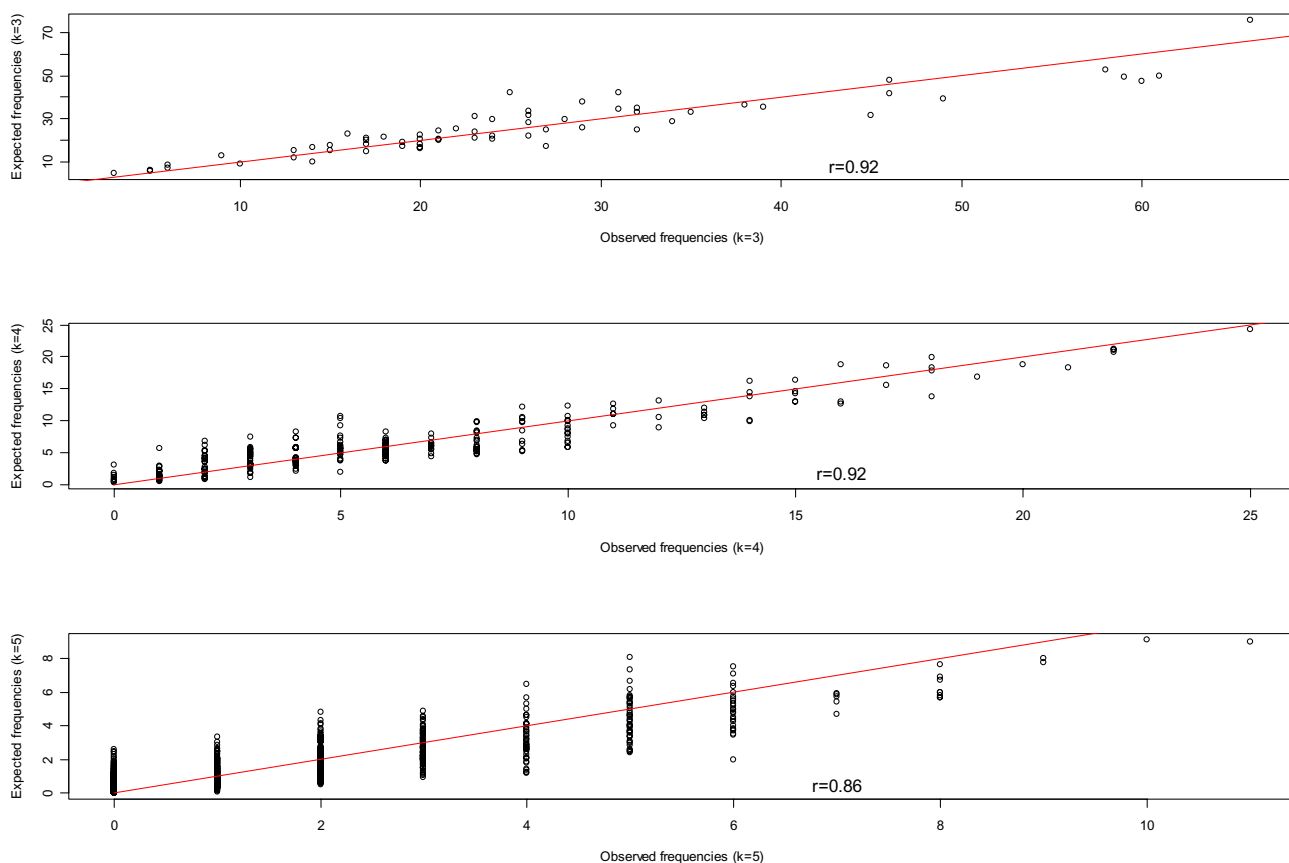 Expected frequencies (k=3)
70
50
30
10
r=0.92
10 20 30 40 50 60
Observed frequencies (k=3)
Expected frequencies (k=4)
25
20
15
10
5
0
r=0.92
0 5 10 15 20 25
Observed frequencies (k=4)
Expected frequencies (k=5)
8
6
4
2
0
r=0.86
0 2 4 6 8 10
Observed frequencies (k=5)